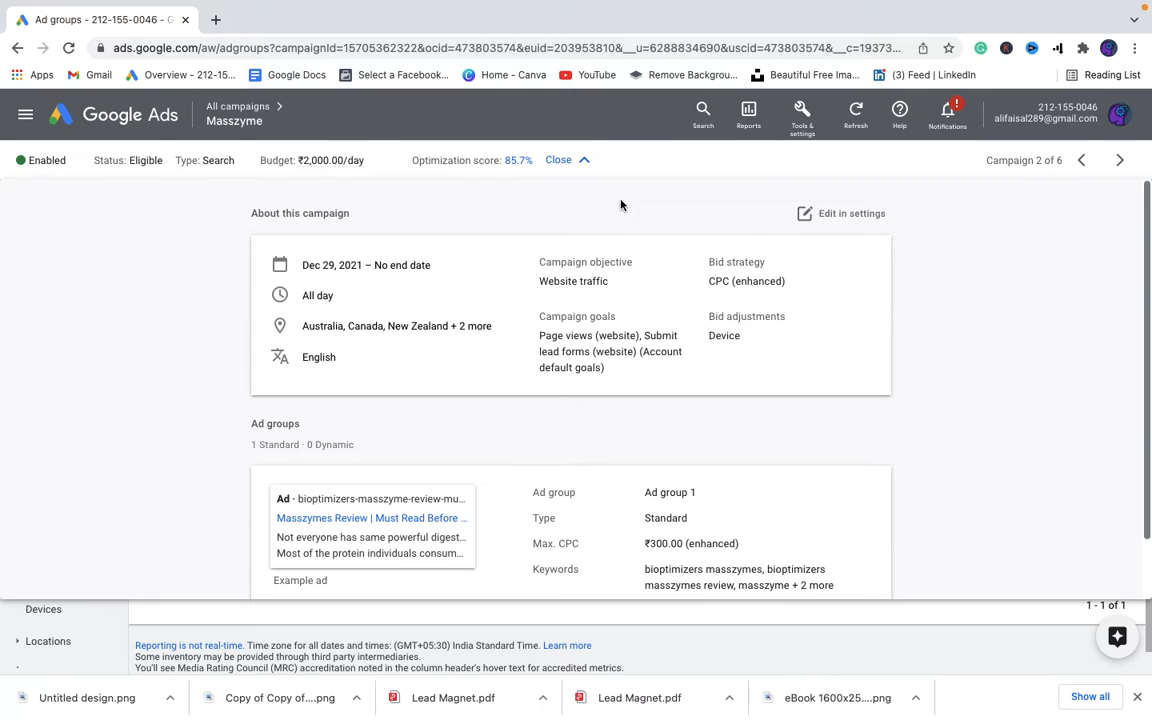 Ad groups - 212-155-0046 - G
ads.google.com/aw/adgroups?campaignId=15705362322&ocid=473803574&euid=203953810&__u=6288834690&uscid=473803574&__c=19373...
Apps
Gmail
Overview - 212-15...
Google Docs
Select a Facebook...
Home - Canva
YouTube
Remove Backgrou...
Beautiful Free Ima...
(3) Feed | LinkedIn
Reading List
Google Ads
All campaigns
Masszyme
Search
Reports
Tools &
settings
Refresh
Help
Notifications
212-155-0046
alifaisal289@gmail.com
Enabled
Status: Eligible
Type: Search
Budget: ₹2,000.00/day
Optimization score: 85.7%
Close
Campaign 2 of 6
About this campaign
Edit in settings
Dec 29, 2021 – No end date
All day
Australia, Canada, New Zealand + 2 more
English
Campaign objective
Website traffic
Campaign goals
Page views (website), Submit
lead forms (website) (Account
default goals)
Bid strategy
CPC (enhanced)
Bid adjustments
Device
Ad groups
1 Standard · 0 Dynamic
Ad · bioptimizers-masszyme-review-mu...
Masszymes Review | Must Read Before ...
Not everyone has same powerful digest...
Most of the protein individuals consum...
Example ad
Ad group
Ad group 1
Type
Standard
Max. CPC
₹300.00 (enhanced)
Keywords
bioptimizers masszymes, bioptimizers
masszymes review, masszyme + 2 more
Devices
Locations
1 - 1 of 1
Reporting is not real-time. Time zone for all dates and times: (GMT+05:30) India Standard Time. Learn more
Some inventory may be provided through third party intermediaries.
You'll see Media Rating Council (MRC) accreditation noted in the column header's hover text for accredited metrics.
Untitled design.png
Copy of Copy of....png
Lead Magnet.pdf
Lead Magnet.pdf
eBook 1600x25....png
Show all